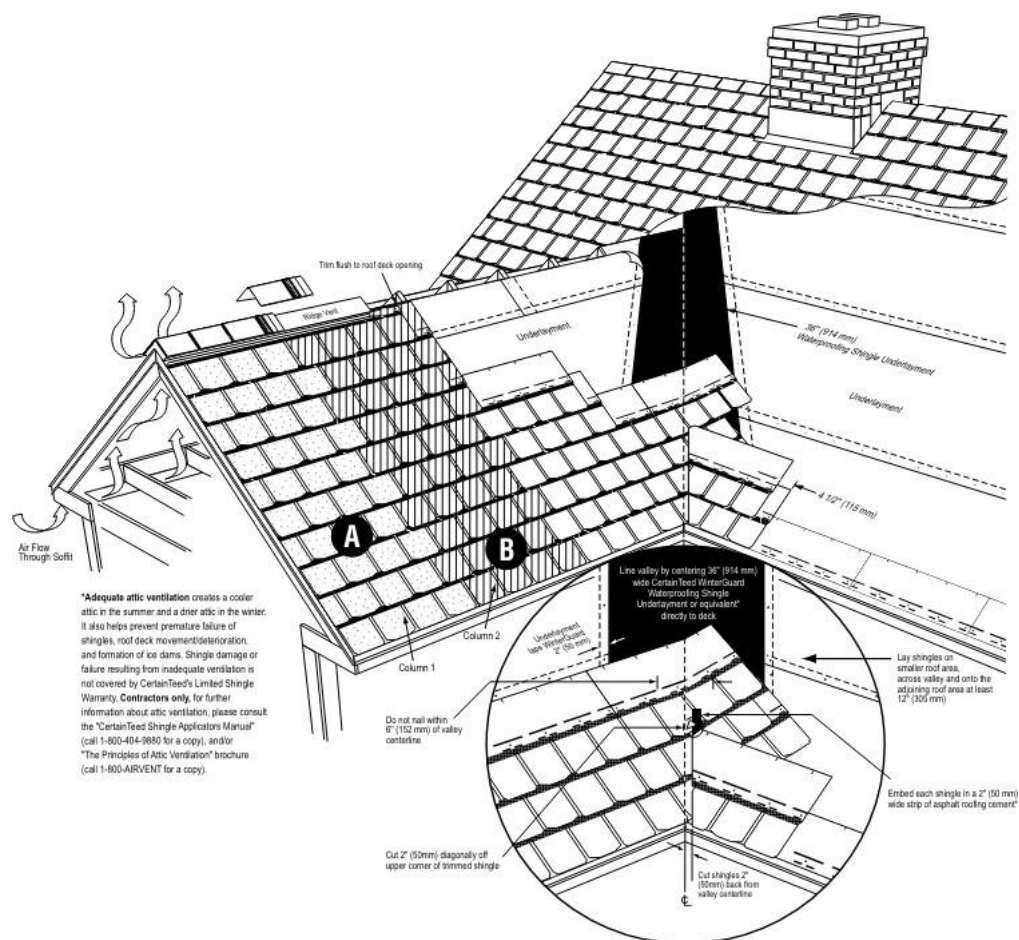 Trim flush to roof deck opening
Ridge Vent
Underlayment
36" (914 mm)
Waterproofing Shingle Underlayment
Underlayment
4 1/2" (115 mm)
A
B
Air Flow
Through Soffit
Column 2
Column 1
"Adequate attic ventilation creates a cooler
attic in the summer and a drier attic in the winter.
It also helps prevent premature failure of
shingles, roof deck movement/deterioration,
and formation of ice dams. Shingle damage or
failure resulting from inadequate ventilation is
not covered by CertainTeed's Limited Shingle
Warranty. Contractors only, for further
information about attic ventilation, please consult
the "CertainTeed Shingle Applicators Manual"
(call 1-800-404-9880 for a copy), and/or
"The Principles of Attic Ventilation" brochure
(call 1-800-AIRVENT for a copy).
Line valley by centering 36" (914 mm)
wide CertainTeed WinterGuard
Waterproofing Shingle
Underlayment or equivalent"
directly to deck
Underlayment
laps WinterGuard
2" (50 mm)
Lay shingles on
smaller roof area,
across valley and onto the
adjoining roof area at least
12" (305 mm)
Do not nail within
6" (152 mm) of valley
centerline
Embed each shingle in a 2" (50 mm)
wide strip of asphalt roofing cement"
Cut 2" (50mm) diagonally off
upper corner of trimmed shingle
Cut shingles 2"
(50mm) back from
valley centerline
℄